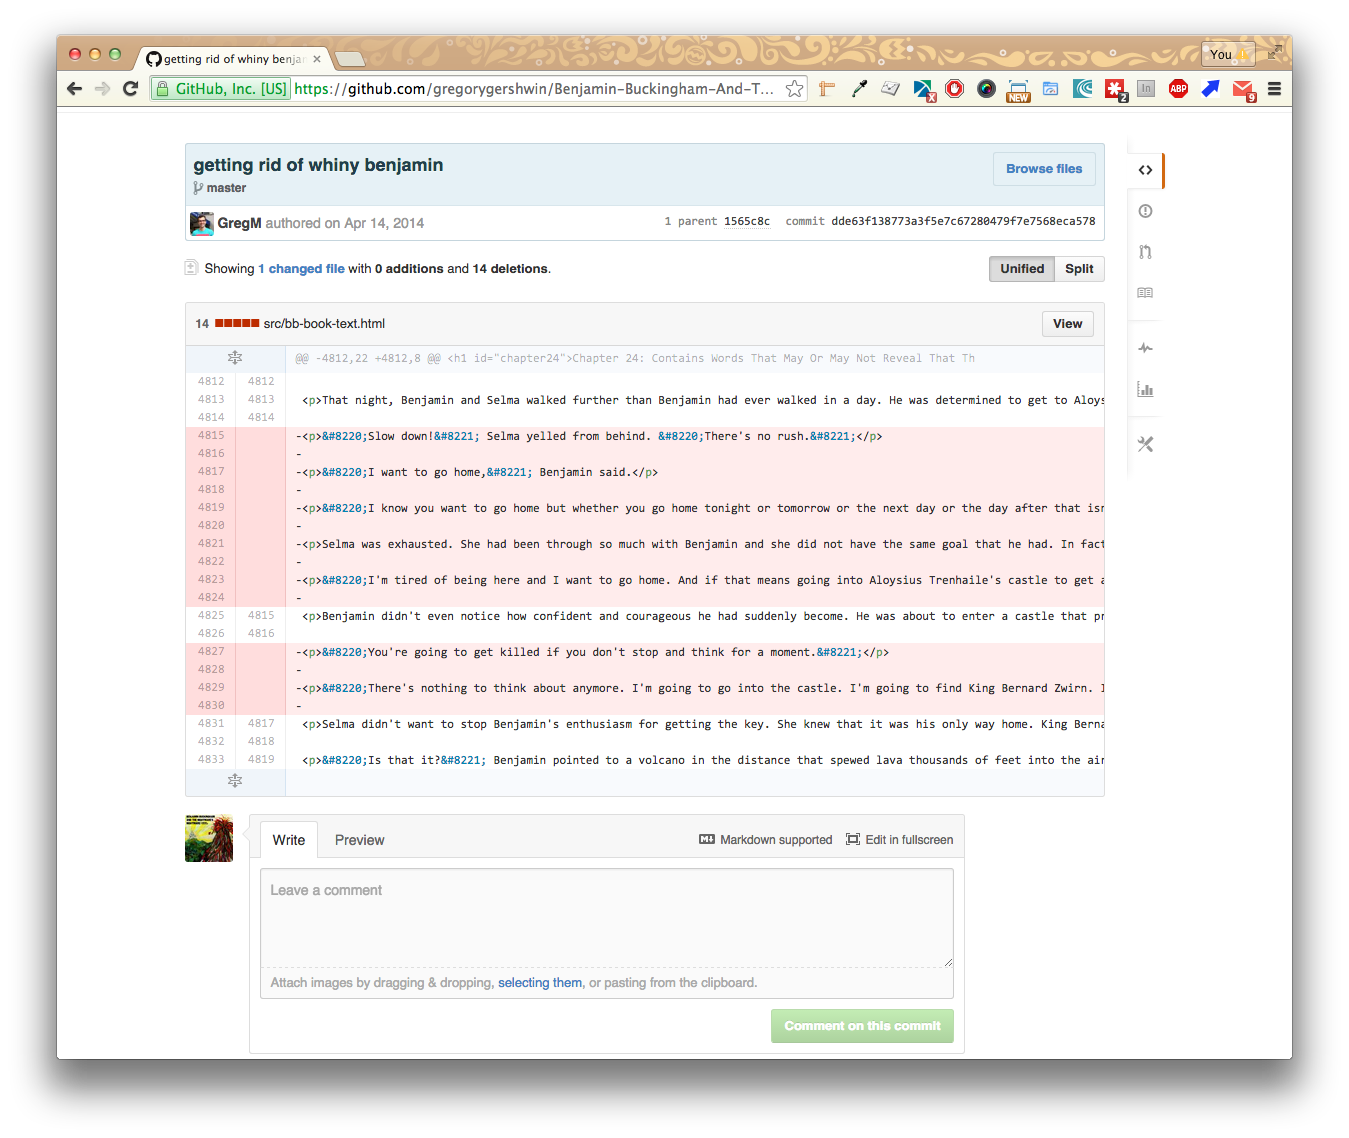 getting rid of whiny benjar
You
GitHub, Inc. [US] https://github.com/gregorygershwin/Benjamin-Buckingham-And-T...
NEW
X
2
In
ABP
9
getting rid of whiny benjamin
Browse files
master
GregM authored on Apr 14, 2014
1 parent 1565c8c commit dde63f138773a3f5e7c67280479f7e7568eca578
Showing 1 changed file with 0 additions and 14 deletions.
Unified Split
14 src/bb-book-text.html
View
@@ -4812,22 +4812,8 @@ <h1 id="chapter24">Chapter 24: Contains Words That May Or May Not Reveal That Th
4812 4812
4813 4813 <p>That night, Benjamin and Selma walked further than Benjamin had ever walked in a day. He was determined to get to Aloys
4814 4814
4815 -<p>&#8220;Slow down!&#8221; Selma yelled from behind. &#8220;There's no rush.&#8221;</p>
4816 -
4817 -<p>&#8220;I want to go home,&#8221; Benjamin said.</p>
4818 -
4819 -<p>&#8220;I know you want to go home but whether you go home tonight or tomorrow or the next day or the day after that isn
4820 -
4821 -<p>Selma was exhausted. She had been through so much with Benjamin and she did not have the same goal that he had. In fact
4822 -
4823 -<p>&#8220;I'm tired of being here and I want to go home. And if that means going into Aloysius Trenhaile's castle to get a
4824 -
4825 4815 <p>Benjamin didn't even notice how confident and courageous he had suddenly become. He was about to enter a castle that pr
4826 4816
4827 -<p>&#8220;You're going to get killed if you don't stop and think for a moment.&#8221;</p>
4828 -
4829 -<p>&#8220;There's nothing to think about anymore. I'm going to go into the castle. I'm going to find King Bernard Zwirn. I
4830 -
4831 4817 <p>Selma didn't want to stop Benjamin's enthusiasm for getting the key. She knew that it was his only way home. King Berna
4832 4818
4833 4819 <p>&#8220;Is that it?&#8221; Benjamin pointed to a volcano in the distance that spewed lava thousands of feet into the air
Write Preview
Markdown supported Edit in fullscreen
Leave a comment
Attach images by dragging & dropping, selecting them, or pasting from the clipboard.
Comment on this commit